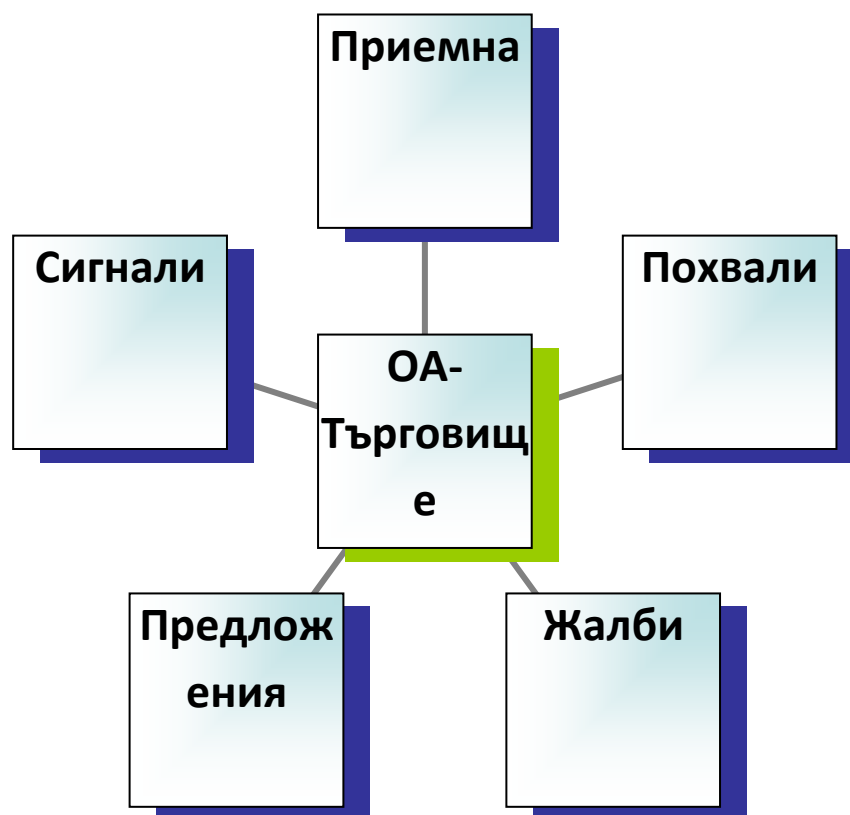 Приемна
Сигнали
Похвали
ОА-
Търговищ
е
Предлож
ения
Жалби